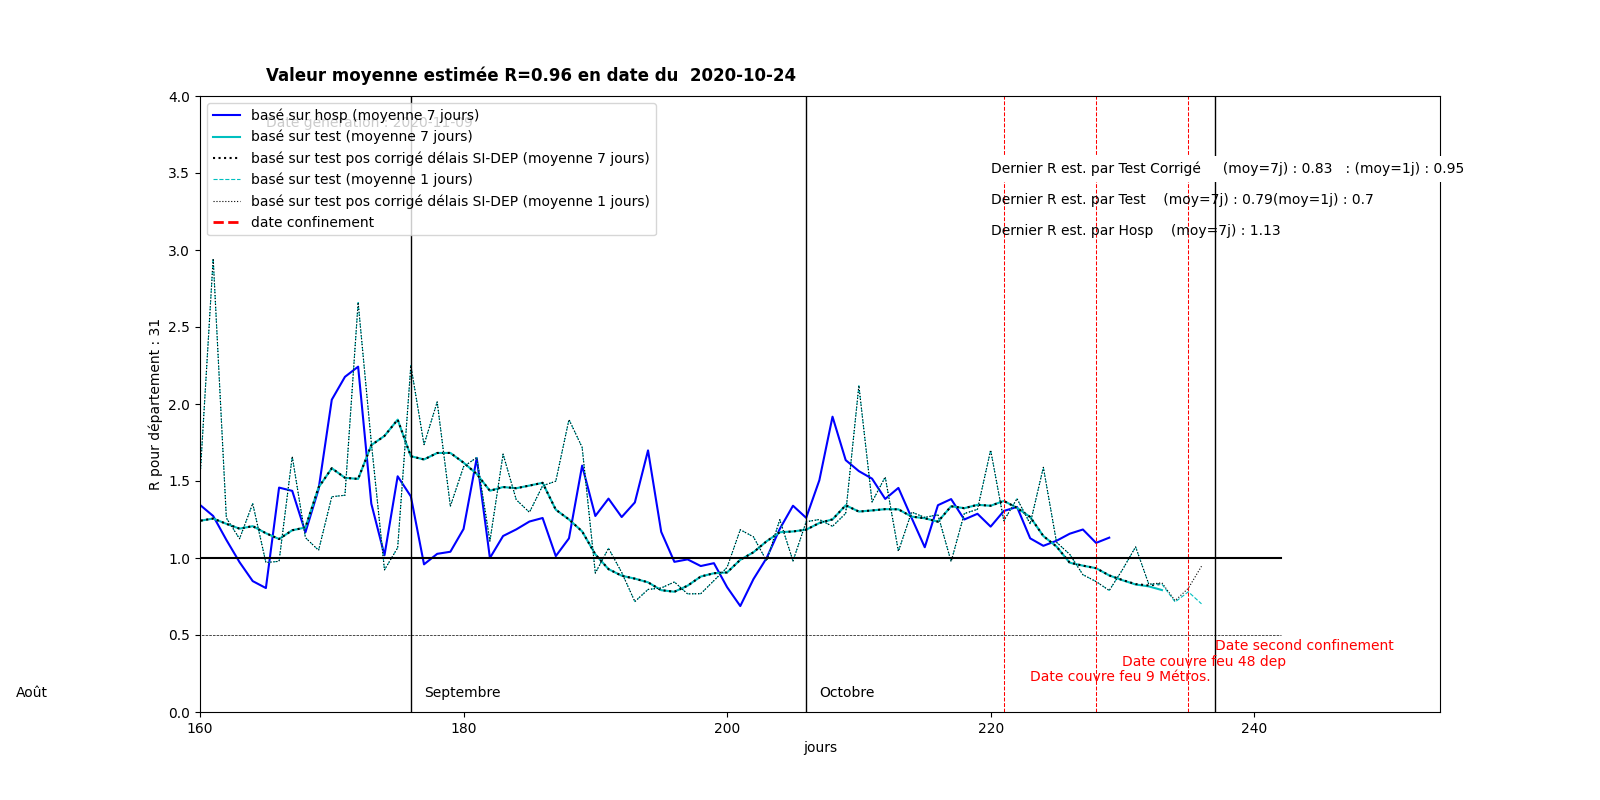 Valeur moyenne estimée R=0.96 en date du  2020-10-24
4.0
3.5
3.0
2.5
2.0
1.5
1.0
0.5
0.0
R pour département : 31
basé sur hosp (moyenne 7 jours)
Date génération : 2020-11-09
basé sur test (moyenne 7 jours)
basé sur test pos corrigé délais SI-DEP (moyenne 7 jours)
basé sur test (moyenne 1 jours)
basé sur test pos corrigé délais SI-DEP (moyenne 1 jours)
date confinement
Dernier R est. par Test Corrigé     (moy=7j) : 0.83   : (moy=1j) : 0.95
Dernier R est. par Test    (moy=7j) : 0.79(moy=1j) : 0.7
Dernier R est. par Hosp    (moy=7j) : 1.13
Date second confinement
Date couvre feu 48 dep
Date couvre feu 9 Métros.
Août
Septembre
Octobre
160
180
200
220
240
jours